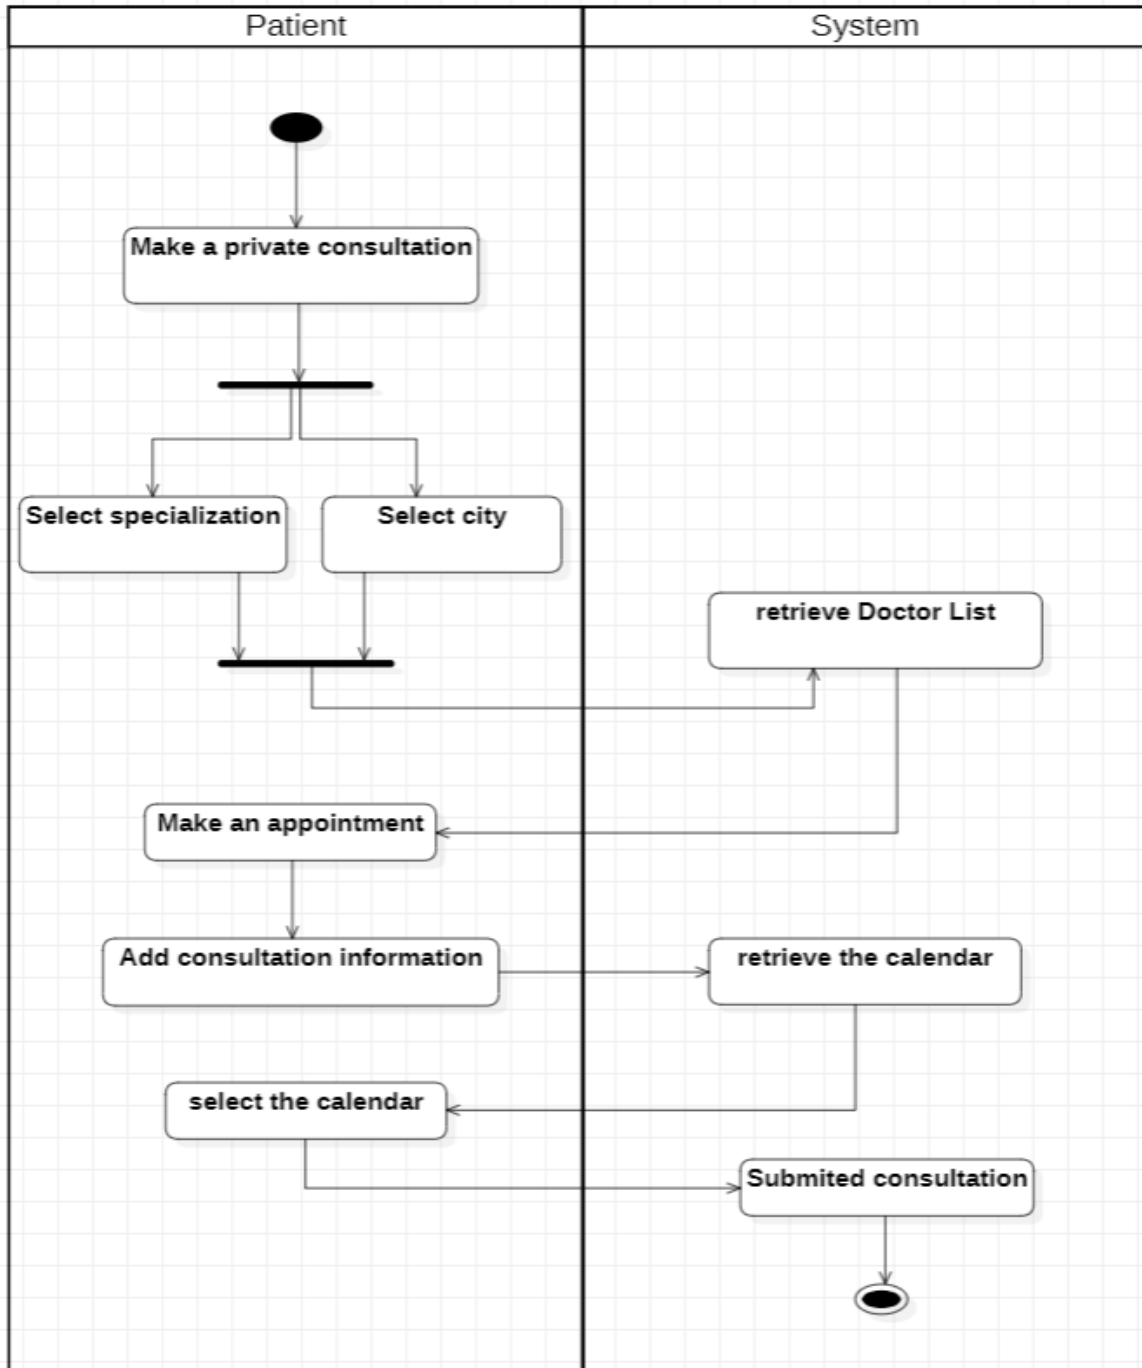 Patient
System
Make a private consultation
Select specialization
Select city
retrieve Doctor List
Make an appointment
Add consultation information
retrieve the calendar
select the calendar
Submited consultation